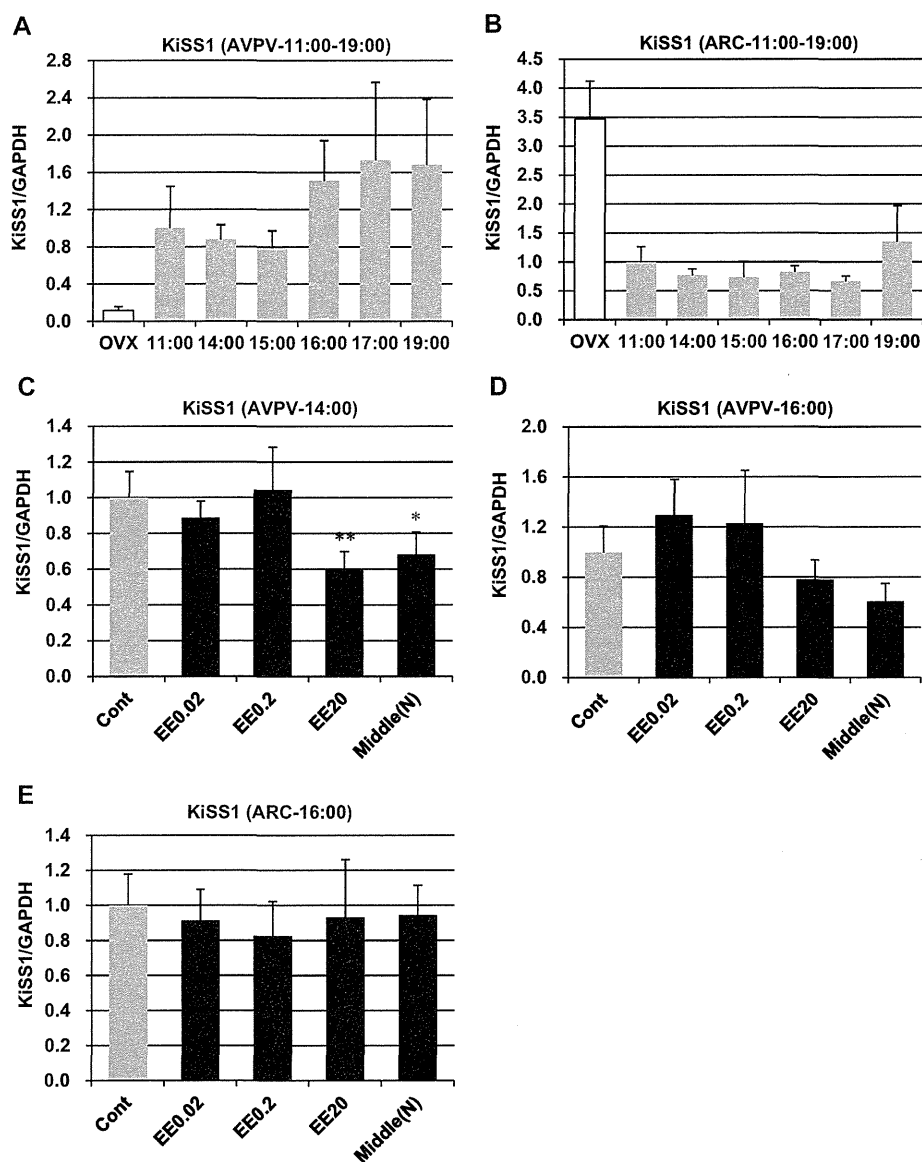 A
KiSS1 (AVPV-11:00-19:00)
KiSS1/GAPDH
2.8
2.4
2.0
1.6
1.2
0.8
0.4
0.0
OVX 11:00 14:00 15:00 16:00 17:00 19:00
B
KiSS1 (ARC-11:00-19:00)
KiSS1/GAPDH
4.5
4.0
3.5
3.0
2.5
2.0
1.5
1.0
0.5
0.0
OVX 11:00 14:00 15:00 16:00 17:00 19:00
C
KiSS1 (AVPV-14:00)
KiSS1/GAPDH
1.4
1.2
1.0
0.8
0.6
0.4
0.2
0.0
**
*
Cont
EE0.02
EE0.2
EE20
Middle(N)
D
KiSS1 (AVPV-16:00)
KiSS1/GAPDH
2.0
1.6
1.2
0.8
0.4
0.0
Cont
EE0.02
EE0.2
EE20
Middle(N)
E
KiSS1 (ARC-16:00)
KiSS1/GAPDH
1.4
1.2
1.0
0.8
0.6
0.4
0.2
0.0
Cont
EE0.02
EE0.2
EE20
Middle(N)